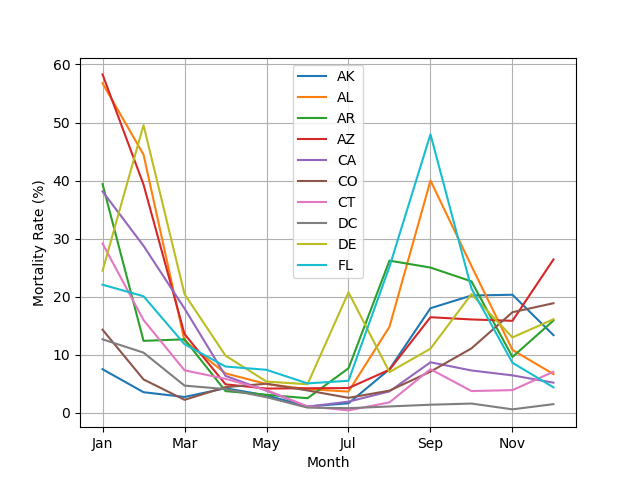 60
50
40
30
20
10
0
Mortality Rate (%)
AK
AL
AR
AZ
CA
CO
CT
DC
DE
FL
Jan Mar May Jul Sep Nov
Month